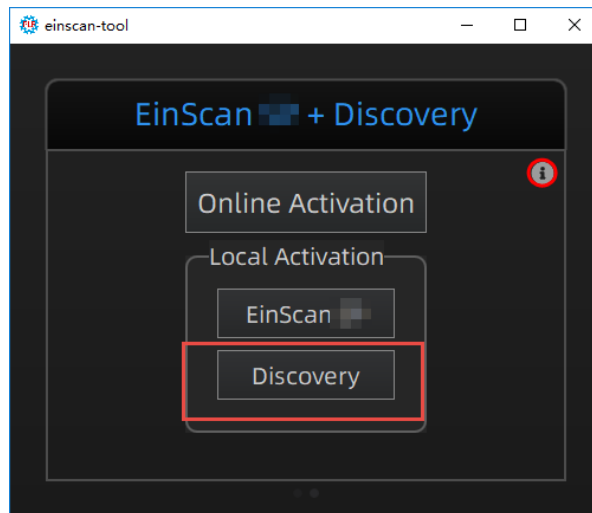 einscan-tool
EinScan + Discovery
Online Activation
Local Activation
EinScan
Discovery